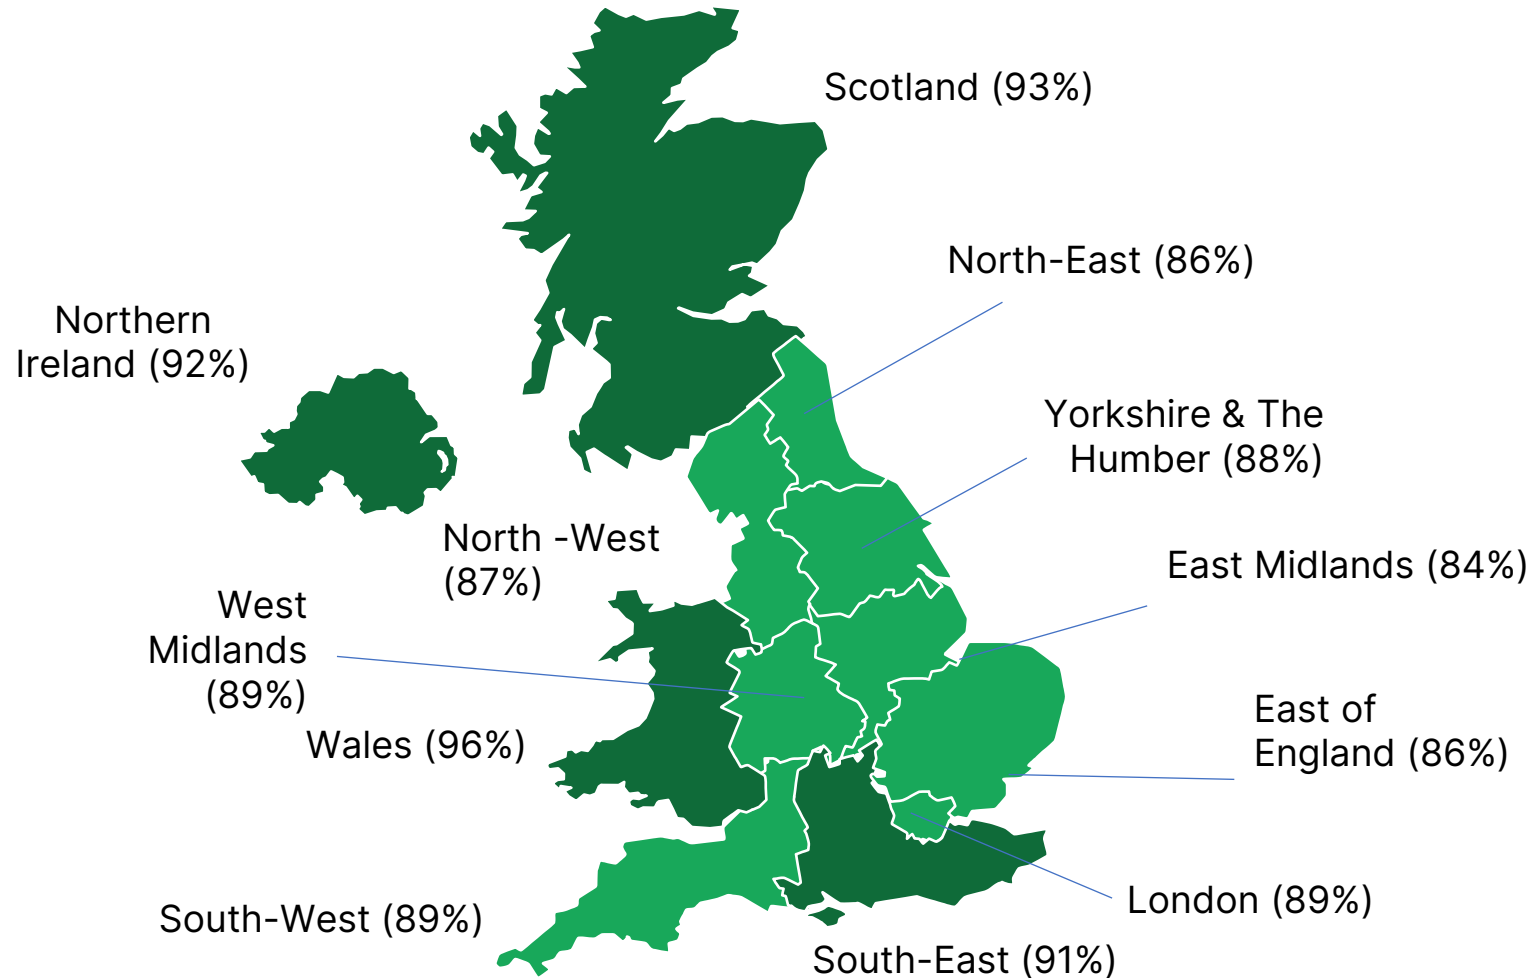 Scotland (93%)
North-East (86%)
Northern
Ireland (92%)
Yorkshire & The
Humber (88%)
North -West
(87%)
East Midlands (84%)
West
Midlands
(89%)
East of
England (86%)
Wales (96%)
London (89%)
South-West (89%)
South-East (91%)